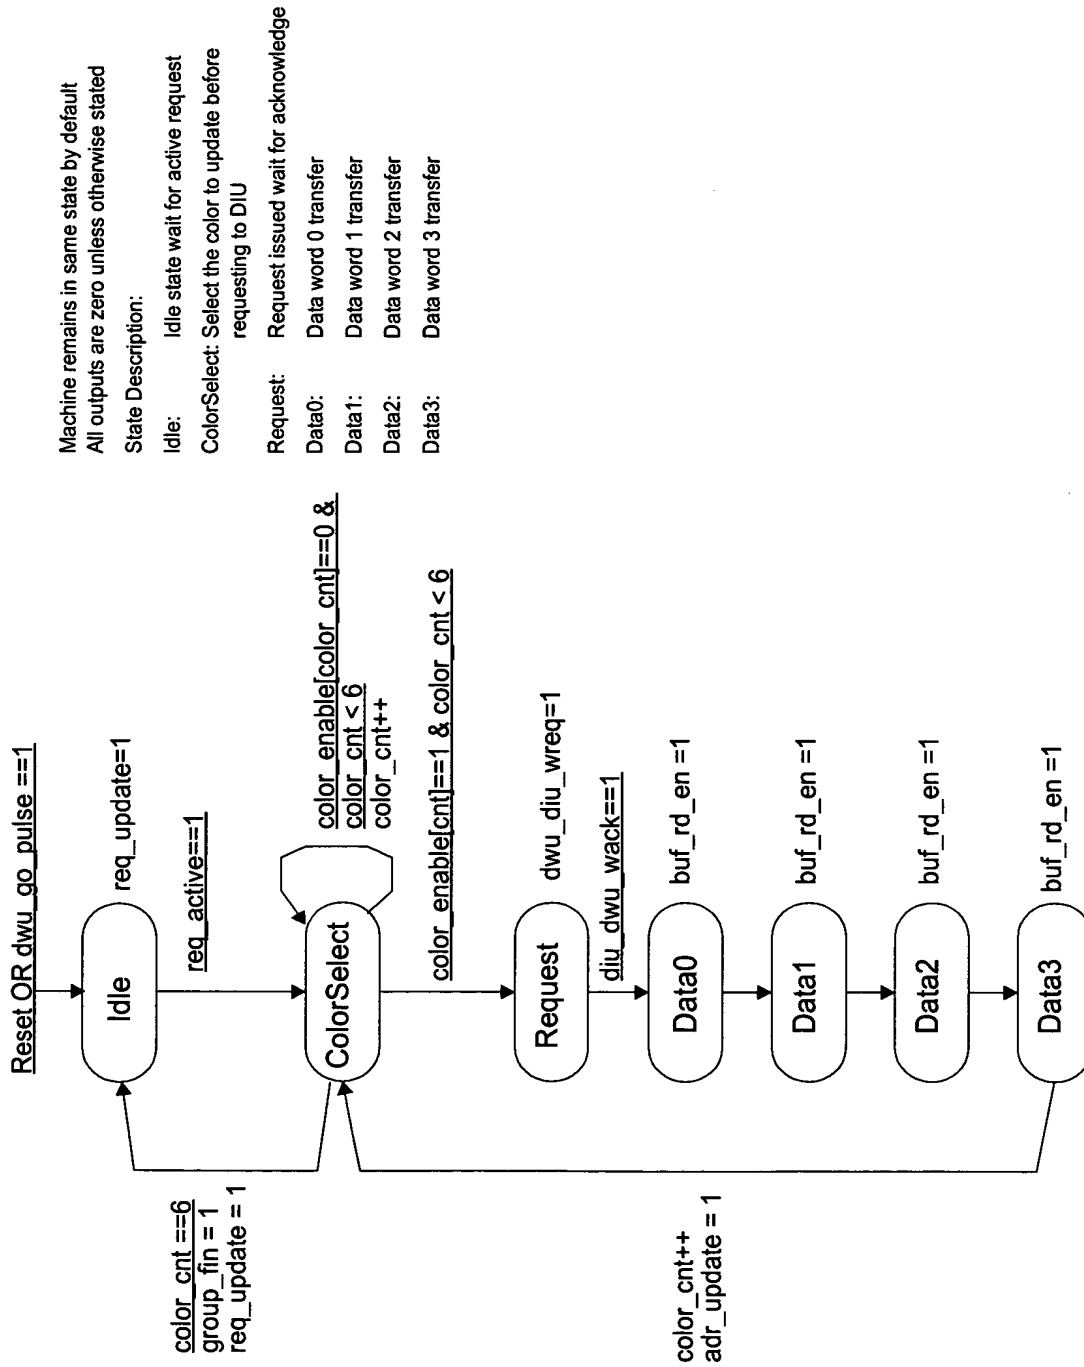 Reset OR dwu_go_pulse ==1
Idle
req_update=1
req_active==1
color_cnt ==6
group_fin = 1
req_update = 1
ColorSelect
color_enable[color_cnt]==0 &
color_cnt < 6
color_cnt++
color_enable[cnt]==1 & color_cnt < 6
Request
dwu_diu_wreq=1
diu_dwu_wack==1
Data0
buf_rd_en =1
Data1
buf_rd_en =1
Data2
buf_rd_en =1
Data3
buf_rd_en =1
color_cnt++
adr_update = 1
Machine remains in same state by default
All outputs are zero unless otherwise stated
State Description:
Idle: Idle state wait for active request
ColorSelect: Select the color to update before
requesting to DIU
Request: Request issued wait for acknowledge
Data0: Data word 0 transfer
Data1: Data word 1 transfer
Data2: Data word 2 transfer
Data3: Data word 3 transfer